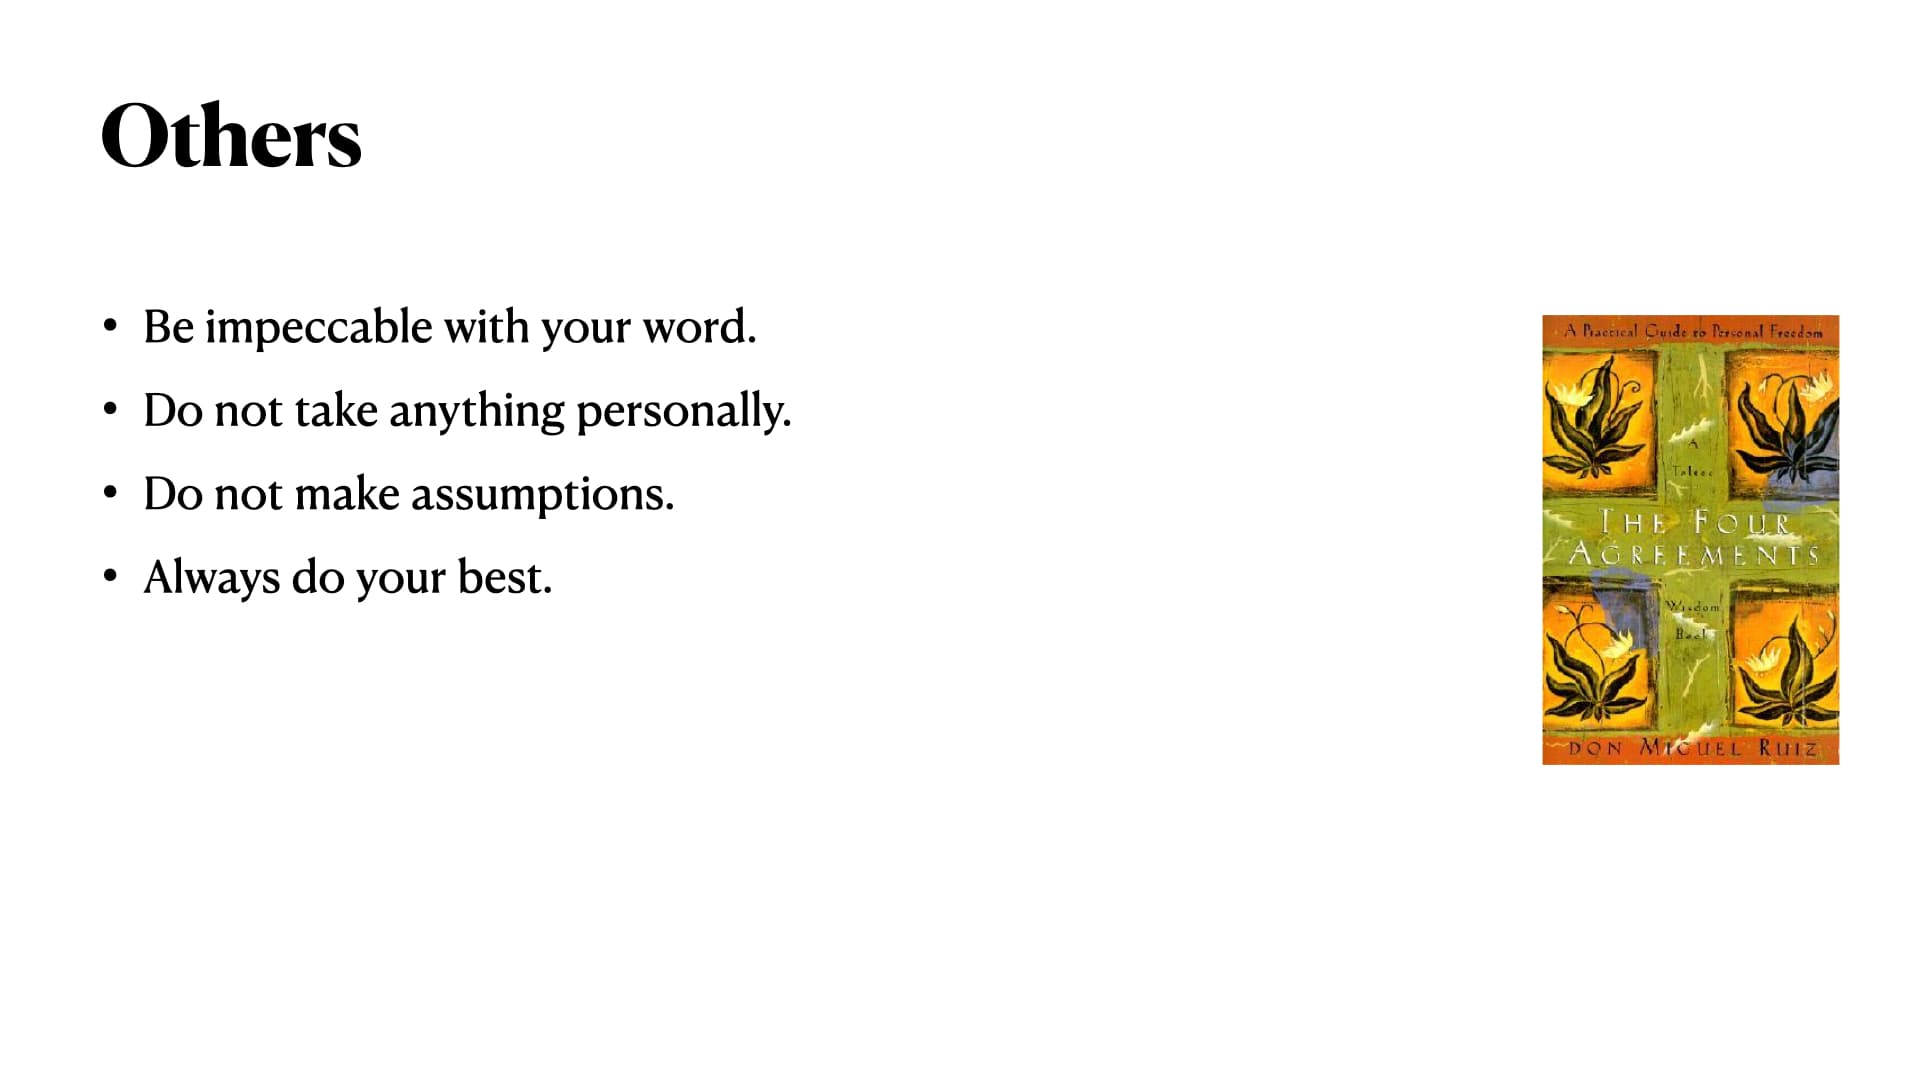 Others
• Be impeccable with your word.
• Do not take anything personally.
• Do not make assumptions.
• Always do your best.
A Practical Guide to Personal Freedom
A
Toltec
THE FOUR
AGREEMENTS
Wisdom
Book
DON MIGUEL RUIZ